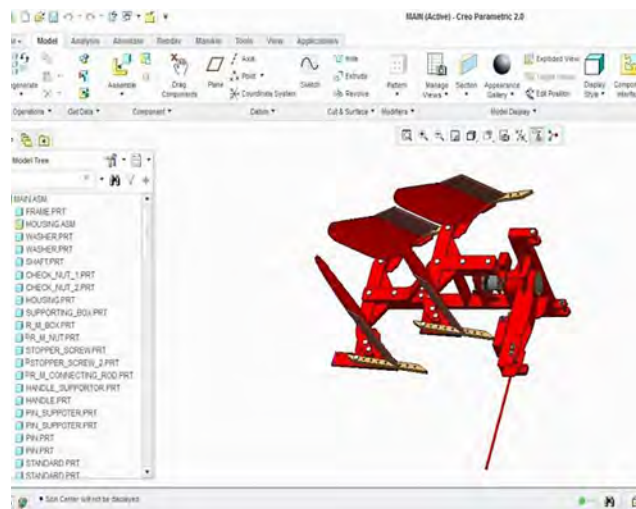 MAIN (Active) - Creo Parametric 2.0
Model Analysis Annotate Render Manikin Tools View Applications
Assemble
Drag
Components
Plane
Axis
Point
Coordinate System
Sketch
Hole
Extrude
Revolve
Pattern
Manage
Views
Section
Appearance
Gallery
Exploded View
Edit Position
Display
Style
Operations Get Data Component Datum Cut & Surface Modifiers Model Display
Model Tree
MAIN.ASM
FRAME.PRT
HOUSING.ASM
WASHER.PRT
WASHER.PRT
SHAFT.PRT
CHECK_NUT_1.PRT
CHECK_NUT_2.PRT
HOUSING.PRT
SUPPORTING_BOX.PRT
R_M_BOX.PRT
R_M_NUT.PRT
STOPPER_SCREW.PRT
STOPPER_SCREW_2.PRT
R_M_CONNECTING_ROD.PRT
HANDLE_SUPPORTOR.PRT
HANDLE.PRT
PIN_SUPPOTER.PRT
PIN_SUPPOTER.PRT
PIN.PRT
PIN.PRT
STANDARD.PRT
STANDARD.PRT
Spin Center will not be displayed.